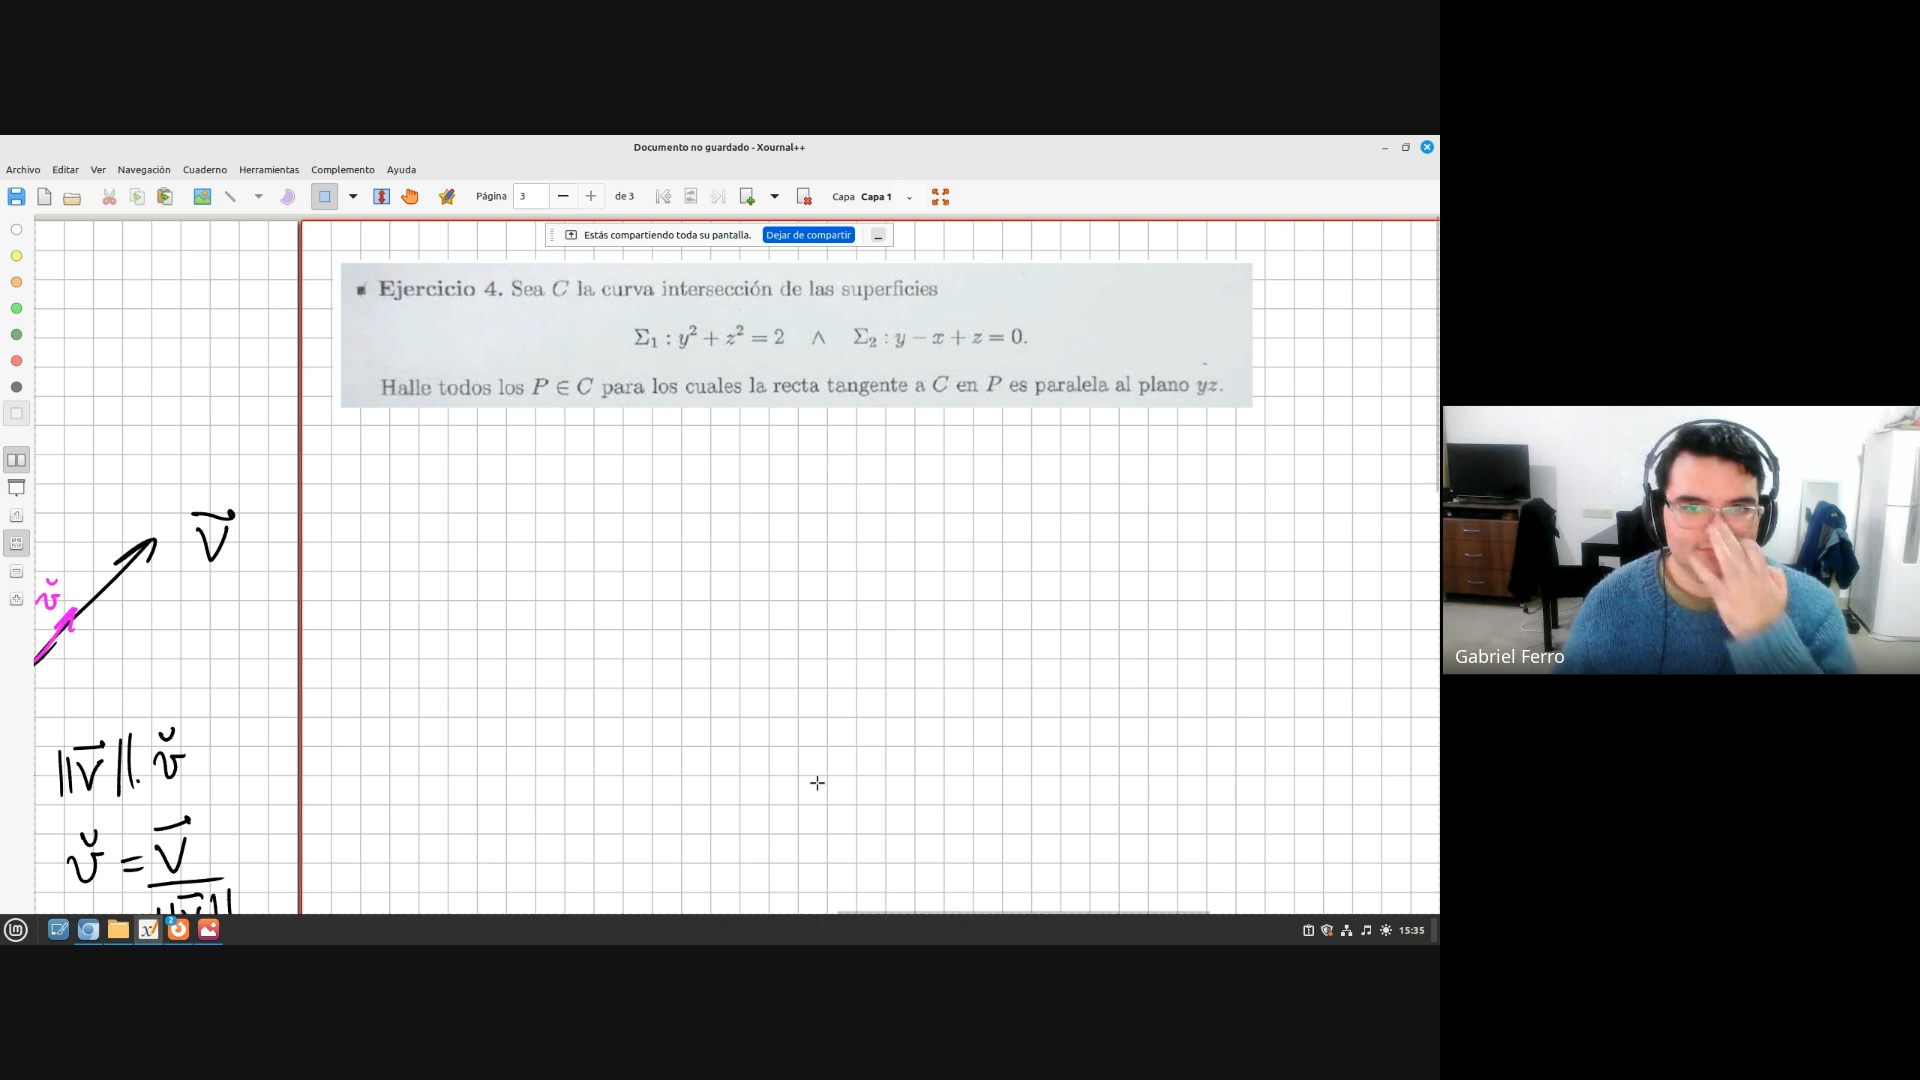 Documento no guardado - Xournal++
Archivo Editar Ver Navegación Cuaderno Herramientas Complemento Ayuda
Página 3 de 3 Capa Capa 1
Estás compartiendo toda su pantalla. Dejar de compartir
Ejercicio 4. Sea C la curva intersección de las superficies
Σ₁ : y² + z² = 2 ∧ Σ₂ : y − x + z = 0.
Halle todos los P ∈ C para los cuales la recta tangente a C en P es paralela al plano yz.
V⃗
v̌
‖V⃗‖. v̌
v̌ = V⃗
‖V⃗‖
Gabriel Ferro
2
15:35